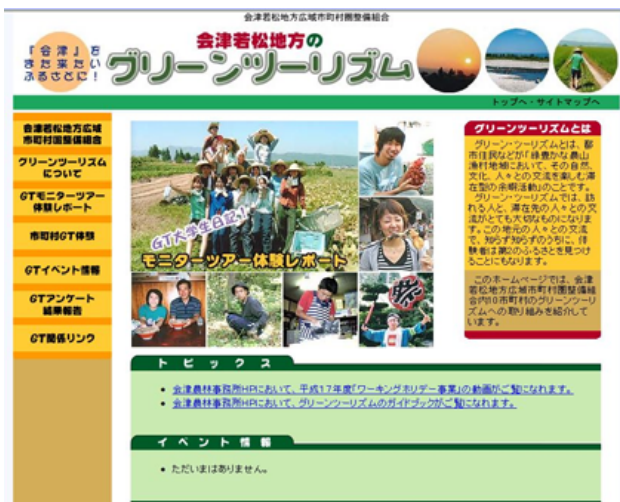 会津若松地方広域市町村圏整備組合
『会津』を
また来たい
ふるさとに!
会津若松地方の
グリーンツーリズム
トップへ・サイトマップへ
会津若松地方広域
市町村圏整備組合
グリーンツーリズム
について
GTモニターツアー
体験レポート
市町村GT体験
GTイベント情報
GTアンケート
結果報告
GT関係リンク
GT大学生日記!
モニターツアー体験レポート
祭
グリーンツーリズムとは
グリーン・ツーリズムとは、都
市住民などが「緑豊かな農山
漁村地域において、その自然、
文化、人々との交流を楽しむ滞
在型の余暇活動」のことです。
グリーン・ツーリズムでは、訪
れる人と、滞在先の人々との交
流がとても大切なものになりま
す。この地元の人々との交流
で、知らず知らずのうちに、体
験者は第2のふるさとを見つけ
ることにもなります。
このホームページでは、会津
若松地方広域市町村圏整備組
合内10市町村のグリーンツーリ
ズムへの取り組みを紹介して
います。
トピックス
• 会津農林事務所HPにおいて、平成17年度「ワーキングホリデー事業」の動画がご覧になれます。
• 会津農林事務所HPにおいて、グリーンツーリズムのガイドブックがご覧になれます。
イベント情報
• ただいまはありません。